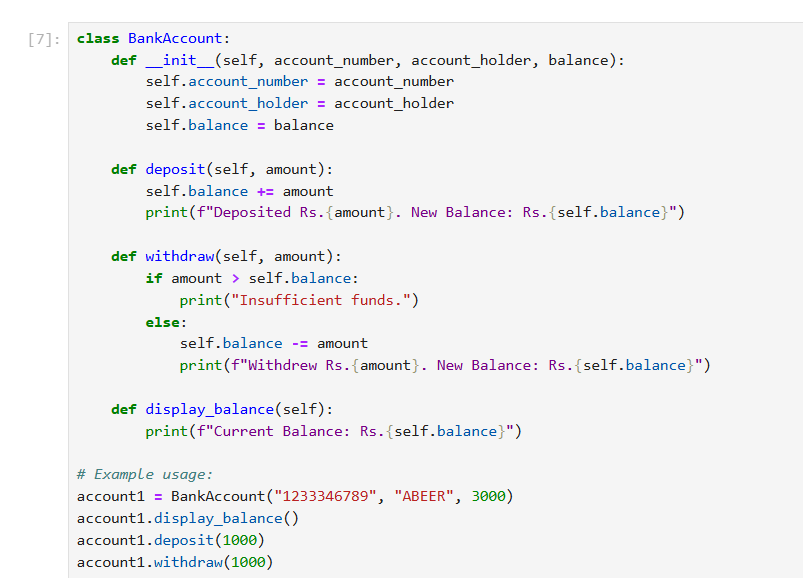 [7]: class BankAccount:
    def __init__(self, account_number, account_holder, balance):
        self.account_number = account_number
        self.account_holder = account_holder
        self.balance = balance

    def deposit(self, amount):
        self.balance += amount
        print(f"Deposited Rs.{amount}. New Balance: Rs.{self.balance}")

    def withdraw(self, amount):
        if amount > self.balance:
            print("Insufficient funds.")
        else:
            self.balance -= amount
            print(f"Withdrew Rs.{amount}. New Balance: Rs.{self.balance}")

    def display_balance(self):
        print(f"Current Balance: Rs.{self.balance}")

# Example usage:
account1 = BankAccount("1233346789", "ABEER", 3000)
account1.display_balance()
account1.deposit(1000)
account1.withdraw(1000)